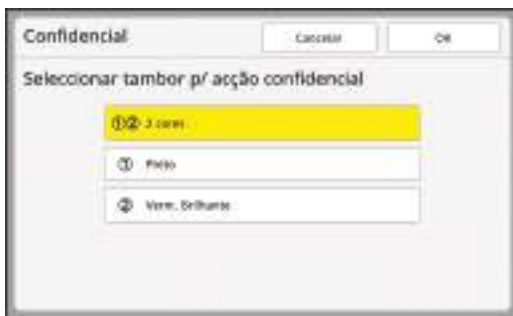 Confidencial
Cancelar
OK
Seleccionar tambor p/ acção confidencial
①② 2 cores
① Preto
② Verm. Brilhante